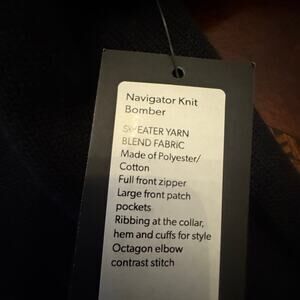 Navigator Knit
Bomber
SWEATER YARN
BLEND FABRIC
Made of Polyester/
Cotton
Full front zipper
Large front patch
pockets
Ribbing at the collar,
hem and cuffs for style
Octagon elbow
contrast stitch